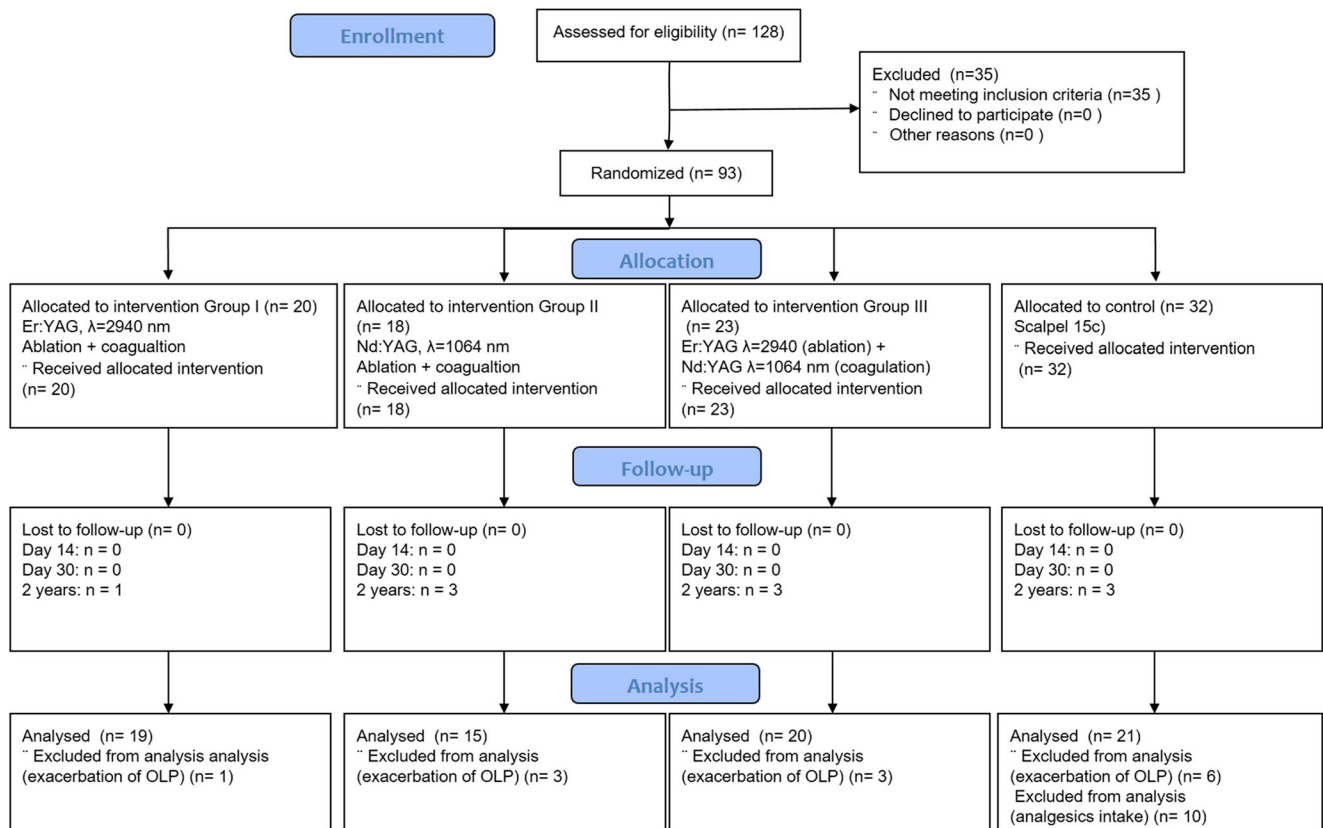 Enrollment
Assessed for eligibility (n= 128)
Excluded (n=35)
¨ Not meeting inclusion criteria (n=35 )
¨ Declined to participate (n=0 )
¨ Other reasons (n=0 )
Randomized (n= 93)
Allocation
Allocated to intervention Group I (n= 20)
Er:YAG, λ=2940 nm
Ablation + coagualtion
¨ Received allocated intervention
(n= 20)
Allocated to intervention Group II
(n= 18)
Nd:YAG, λ=1064 nm
Ablation + coagualtion
¨ Received allocated intervention
(n= 18)
Allocated to intervention Group III
(n= 23)
Er:YAG λ=2940 (ablation) +
Nd:YAG λ=1064 nm (coagulation)
¨ Received allocated intervention
(n= 23)
Allocated to control (n= 32)
Scalpel 15c)
¨ Received allocated intervention
(n= 32)
Follow-up
Lost to follow-up (n= 0)
Day 14: n = 0
Day 30: n = 0
2 years: n = 1
Lost to follow-up (n= 0)
Day 14: n = 0
Day 30: n = 0
2 years: n = 3
Lost to follow-up (n= 0)
Day 14: n = 0
Day 30: n = 0
2 years: n = 3
Lost to follow-up (n= 0)
Day 14: n = 0
Day 30: n = 0
2 years: n = 3
Analysis
Analysed (n= 19)
¨ Excluded from analysis analysis
(exacerbation of OLP) (n= 1)
Analysed (n= 15)
¨ Excluded from analysis
(exacerbation of OLP) (n= 3)
Analysed (n= 20)
¨ Excluded from analysis
(exacerbation of OLP) (n= 3)
Analysed (n= 21)
¨ Excluded from analysis
(exacerbation of OLP) (n= 6)
Excluded from analysis
(analgesics intake) (n= 10)